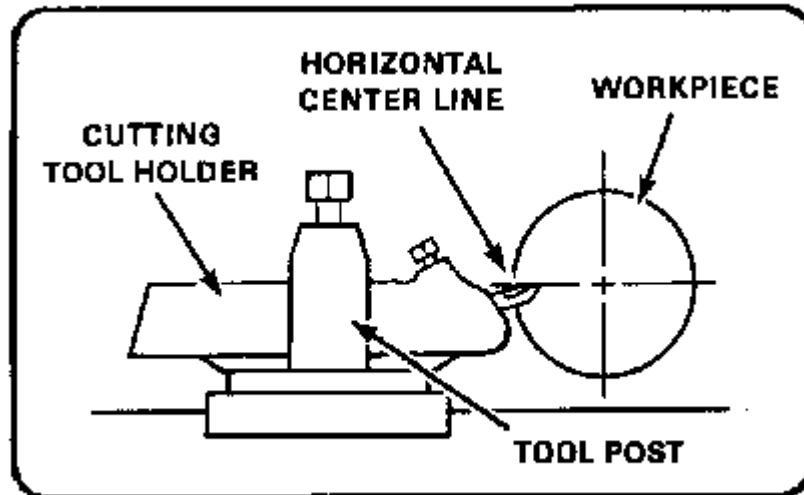 HORIZONTAL
CENTER LINE
WORKPIECE
CUTTING
TOOL HOLDER
TOOL POST